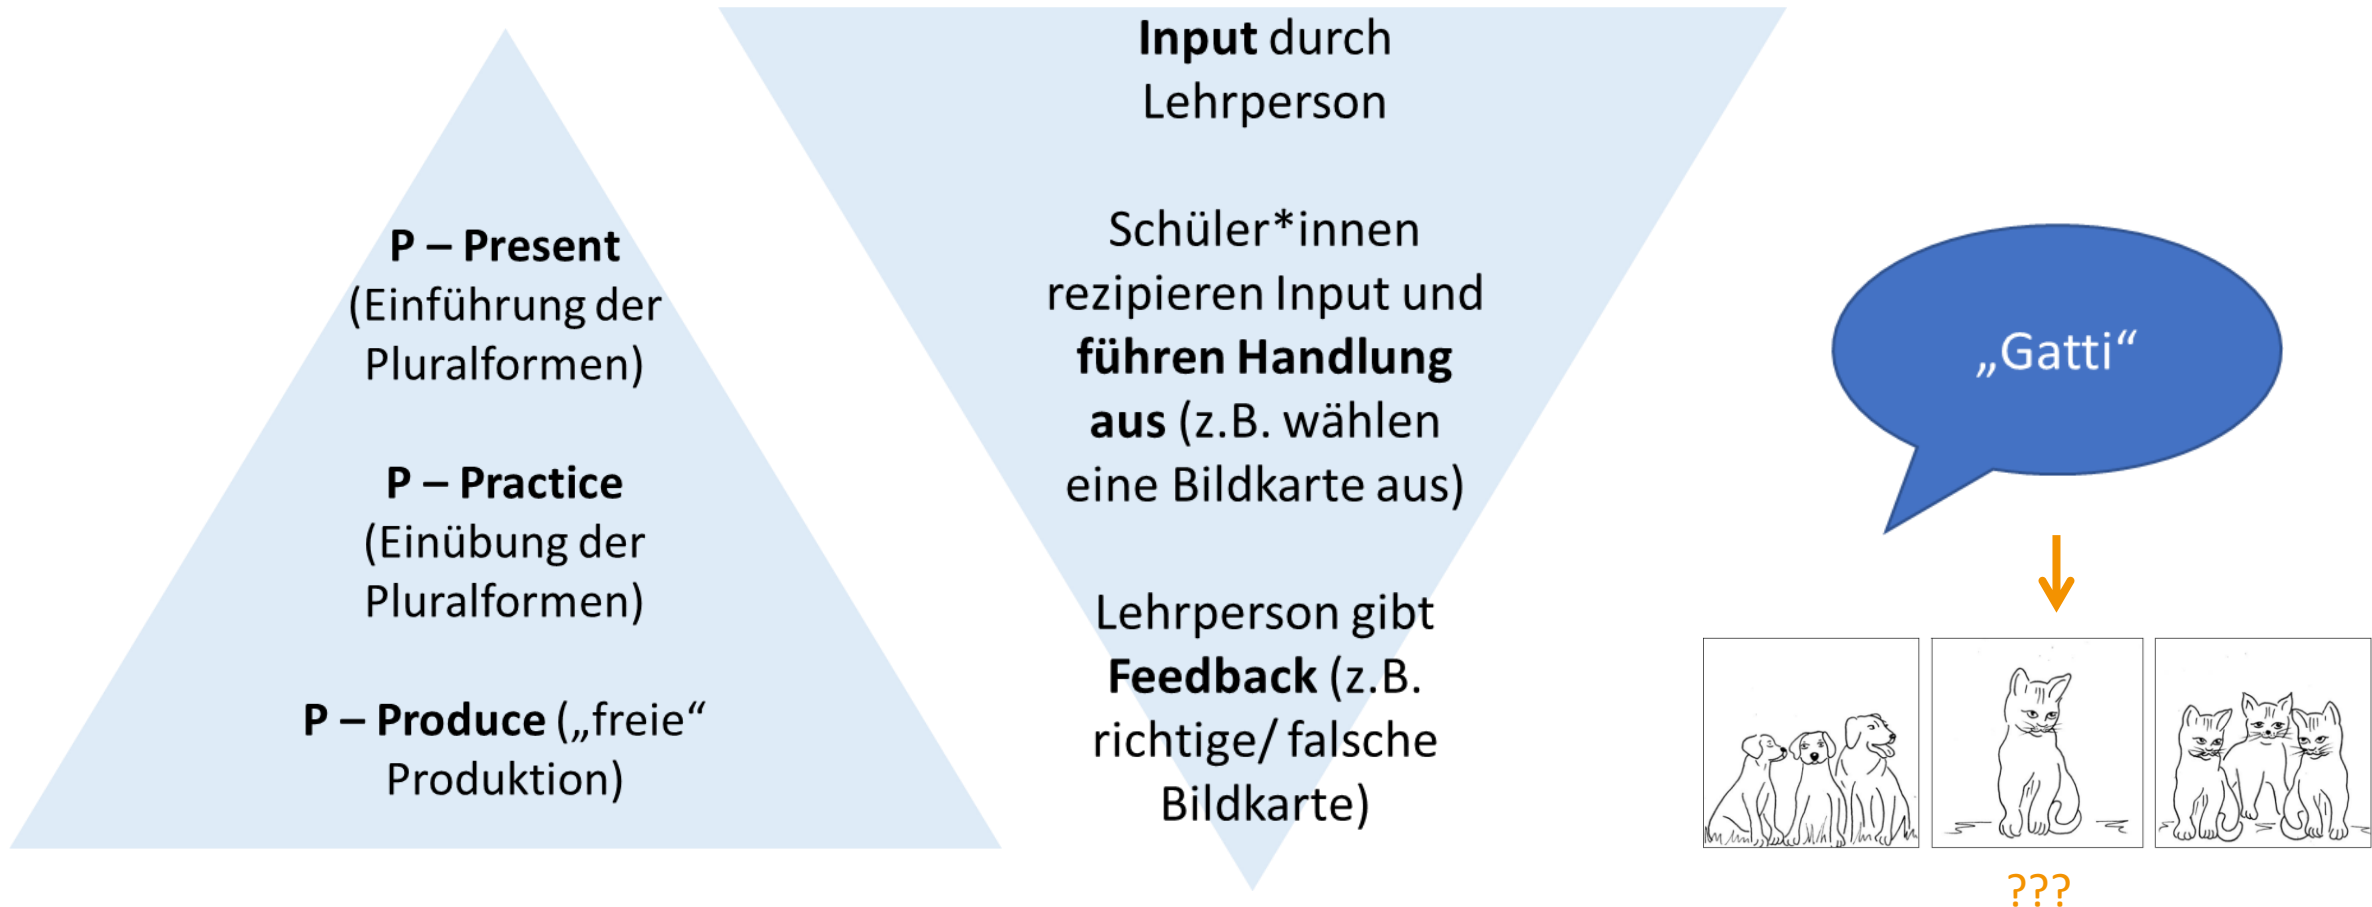 P – Present
(Einführung der
Pluralformen)
P – Practice
(Einübung der
Pluralformen)
P – Produce („freie“
Produktion)
Input durch
Lehrperson
Schüler*innen
rezipieren Input und
führen Handlung
aus (z.B. wählen
eine Bildkarte aus)
Lehrperson gibt
Feedback (z.B.
richtige/ falsche
Bildkarte)
„Gatti“
???